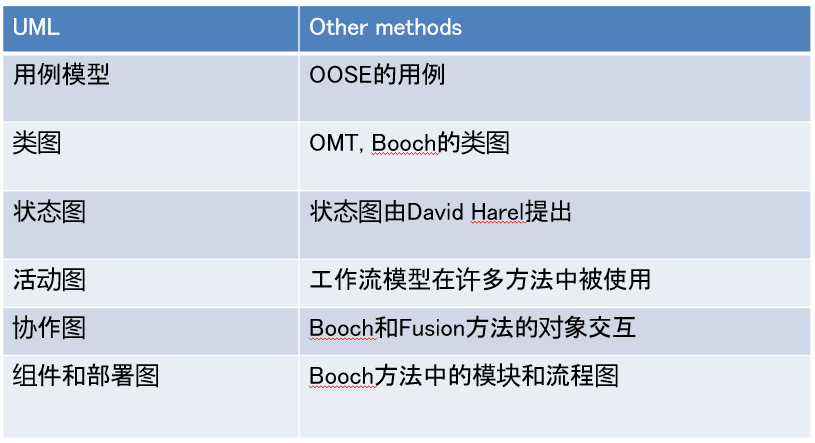 UML Other methods
用例模型 OOSE的用例
类图 OMT, Booch的类图
状态图 状态图由David Harel提出
活动图 工作流模型在许多方法中被使用
协作图 Booch和Fusion方法的对象交互
组件和部署图 Booch方法中的模块和流程图